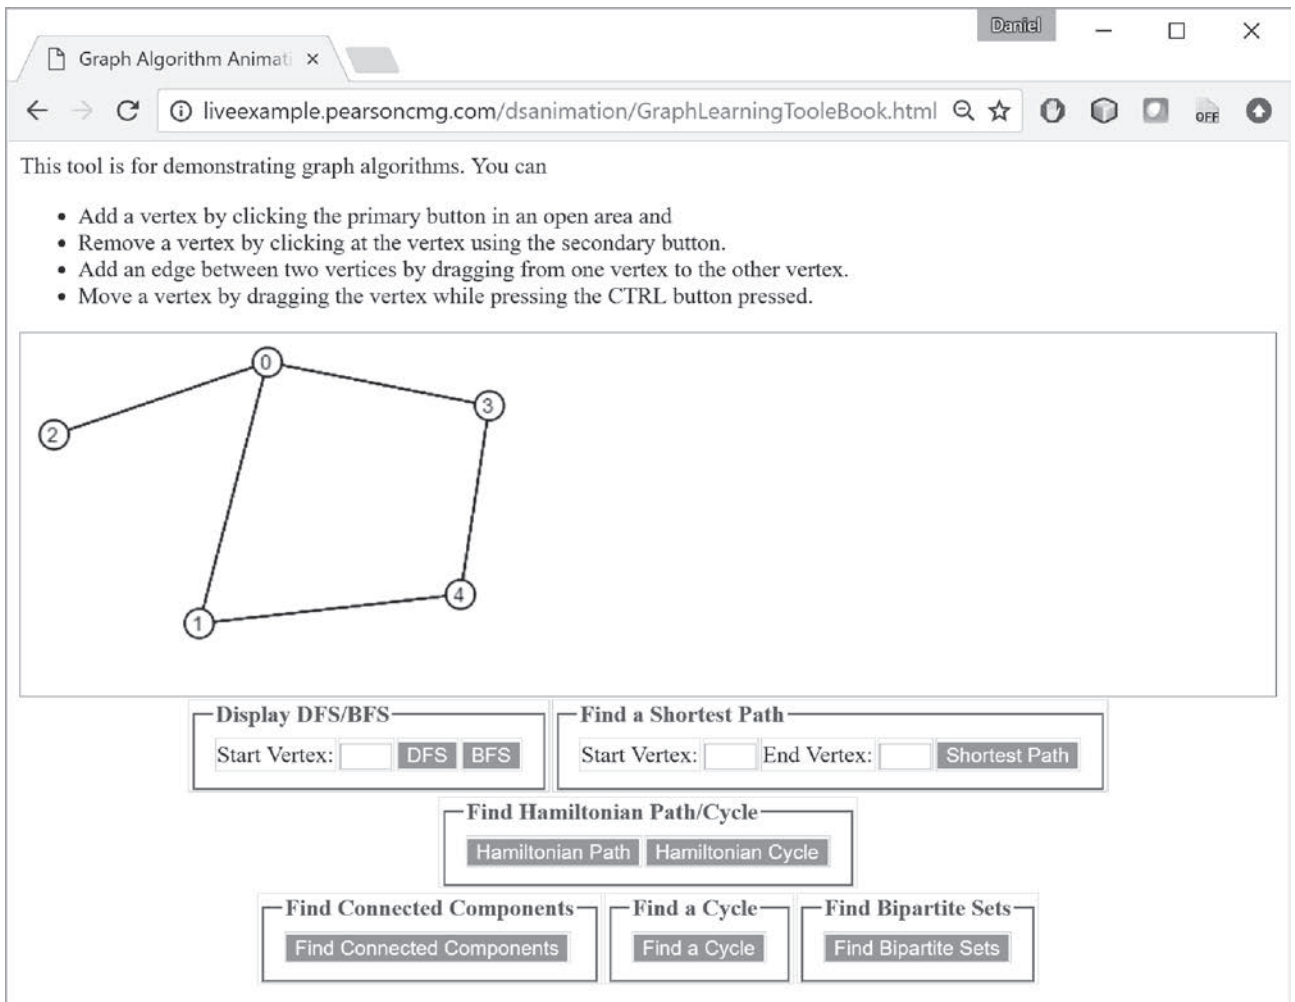 Daniel
Graph Algorithm Animati ×
liveexample.pearsoncmg.com/dsanimation/GraphLearningTooleBook.html
OFF
This tool is for demonstrating graph algorithms. You can
• Add a vertex by clicking the primary button in an open area and
• Remove a vertex by clicking at the vertex using the secondary button.
• Add an edge between two vertices by dragging from one vertex to the other vertex.
• Move a vertex by dragging the vertex while pressing the CTRL button pressed.
0
3
2
4
1
Display DFS/BFS
Start Vertex: DFS BFS
Find a Shortest Path
Start Vertex: End Vertex: Shortest Path
Find Hamiltonian Path/Cycle
Hamiltonian Path Hamiltonian Cycle
Find Connected Components
Find Connected Components
Find a Cycle
Find a Cycle
Find Bipartite Sets
Find Bipartite Sets